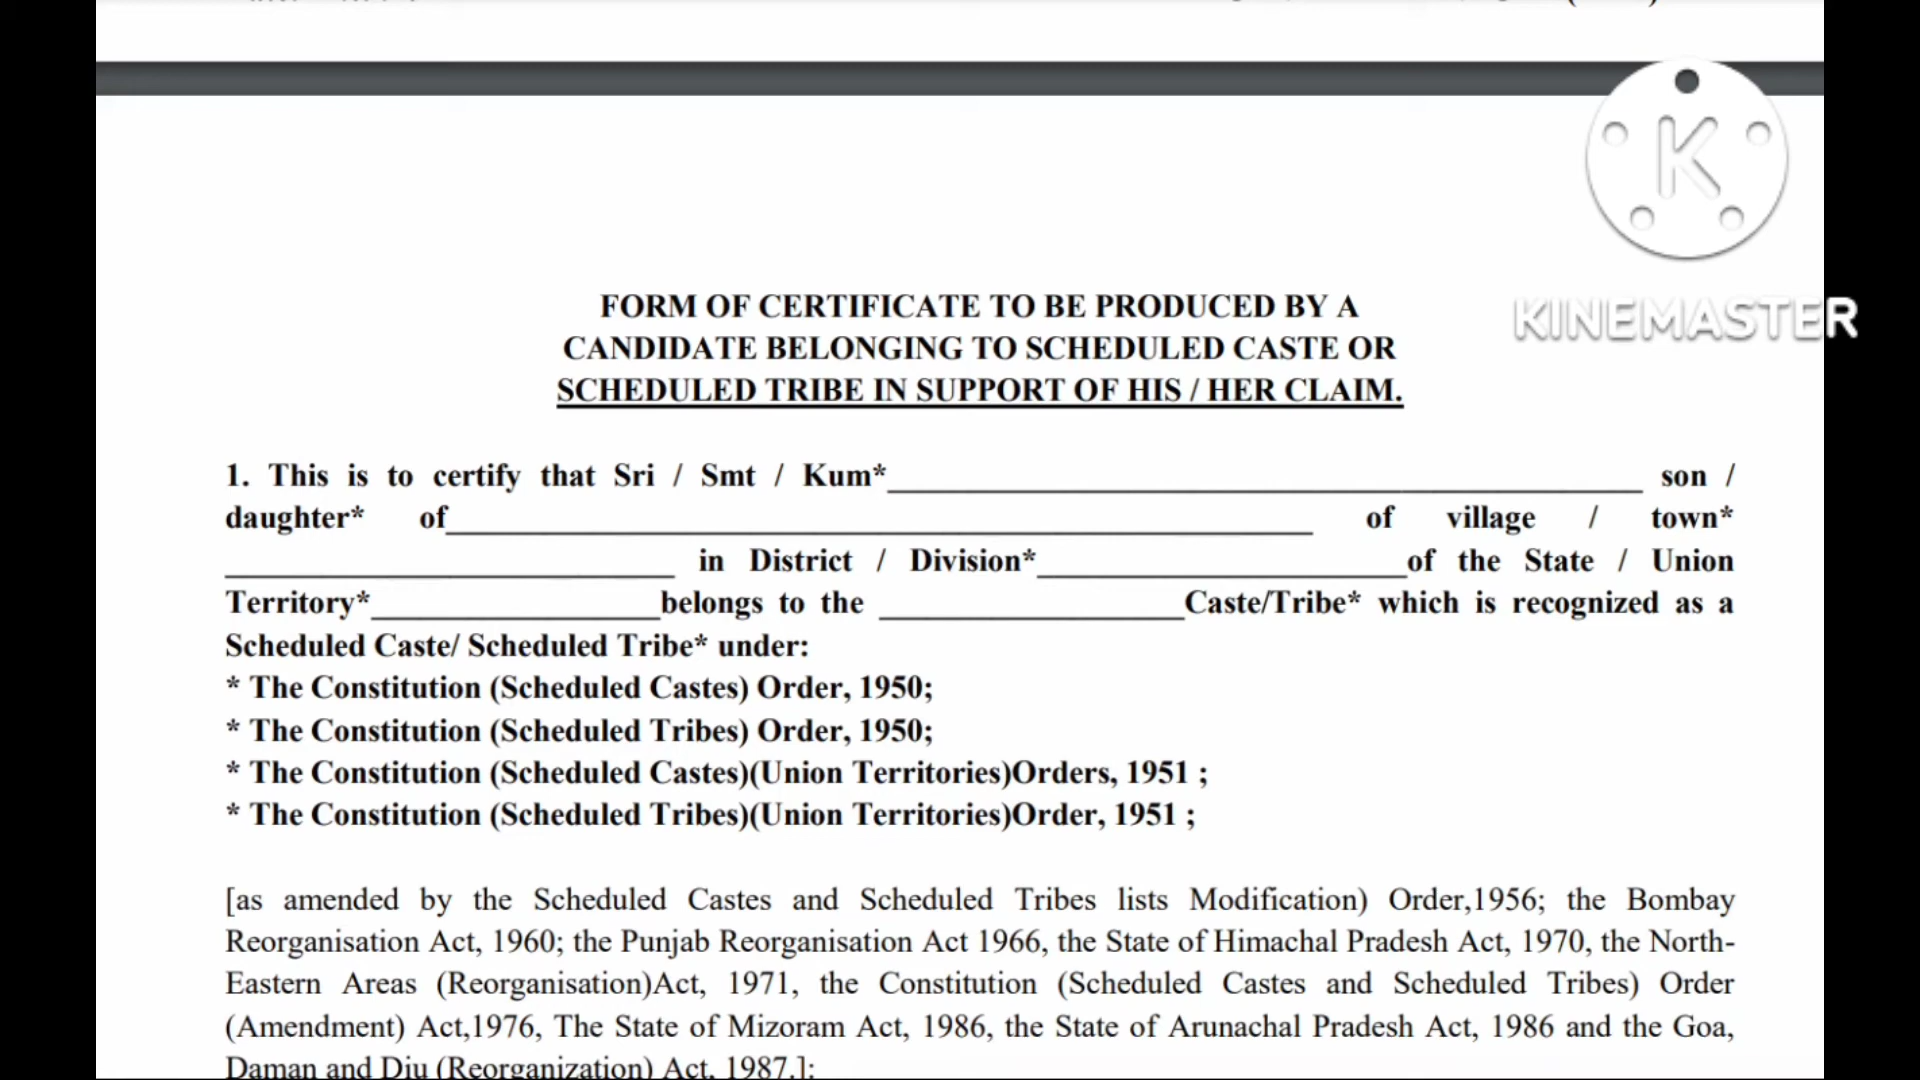 FORM OF CERTIFICATE TO BE PRODUCED BY A
CANDIDATE BELONGING TO SCHEDULED CASTE OR
SCHEDULED TRIBE IN SUPPORT OF HIS / HER CLAIM.
KINEMASTER
1. This is to certify that Sri / Smt / Kum*_______________________________________________ son /
daughter* of______________________________________________________ of village / town*
____________________________ in District / Division*_______________________of the State / Union
Territory*__________________belongs to the ___________________Caste/Tribe* which is recognized as a
Scheduled Caste/ Scheduled Tribe* under:
* The Constitution (Scheduled Castes) Order, 1950;
* The Constitution (Scheduled Tribes) Order, 1950;
* The Constitution (Scheduled Castes)(Union Territories)Orders, 1951 ;
* The Constitution (Scheduled Tribes)(Union Territories)Order, 1951 ;
[as amended by the Scheduled Castes and Scheduled Tribes lists Modification) Order,1956; the Bombay
Reorganisation Act, 1960; the Punjab Reorganisation Act 1966, the State of Himachal Pradesh Act, 1970, the North-
Eastern Areas (Reorganisation)Act, 1971, the Constitution (Scheduled Castes and Scheduled Tribes) Order
(Amendment) Act,1976, The State of Mizoram Act, 1986, the State of Arunachal Pradesh Act, 1986 and the Goa,
Daman and Diu (Reorganization) Act, 1987.]: